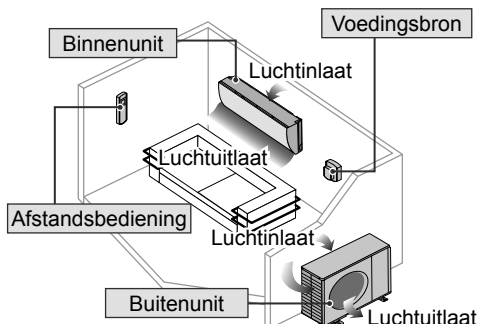 Voedingsbron
Binnenunit
Luchtinlaat
Luchtuitlaat
Afstandsbediening
Luchtinlaat
Buitenunit
Luchtuitlaat